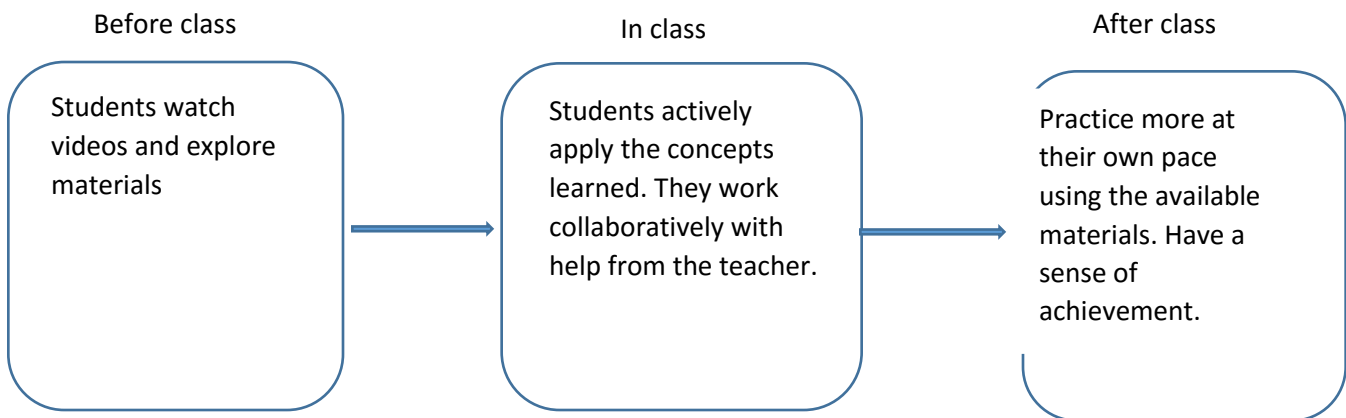 Before class
Students watch
videos and explore
materials
In class
Students actively
apply the concepts
learned. They work
collaboratively with
help from the teacher.
After class
Practice more at
their own pace
using the available
materials. Have a
sense of
achievement.